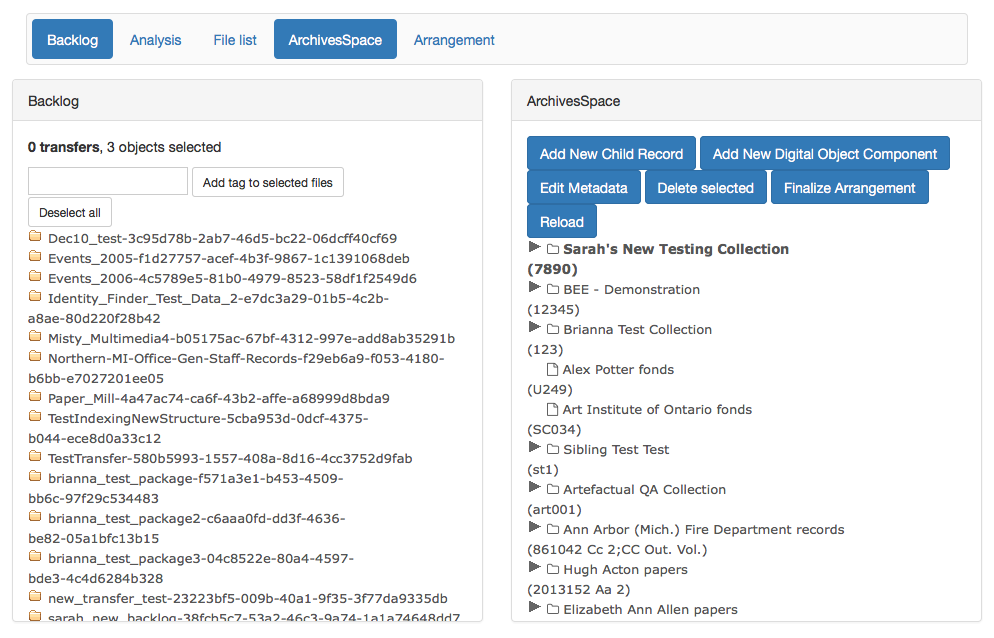 Backlog Analysis File list ArchivesSpace Arrangement
Backlog
0 transfers, 3 objects selected
Add tag to selected files
Deselect all
Dec10_test-3c95d78b-2ab7-46d5-bc22-06dcff40cf69
Events_2005-f1d27757-acef-4b3f-9867-1c1391068deb
Events_2006-4c5789e5-81b0-4979-8523-58df1f2549d6
Identity_Finder_Test_Data_2-e7dc3a29-01b5-4c2b-
a8ae-80d220f28b42
Misty_Multimedia4-b05175ac-67bf-4312-997e-add8ab35291b
Northern-MI-Office-Gen-Staff-Records-f29eb6a9-f053-4180-
b6bb-e7027201ee05
Paper_Mill-4a47ac74-ca6f-43b2-affe-a68999d8bda9
TestIndexingNewStructure-5cba953d-0dcf-4375-
b044-ece8d0a33c12
TestTransfer-580b5993-1557-408a-8d16-4cc3752d9fab
brianna_test_package-f571a3e1-b453-4509-
bb6c-97f29c534483
brianna_test_package2-c6aaa0fd-dd3f-4636-
be82-05a1bfc13b15
brianna_test_package3-04c8522e-80a4-4597-
bde3-4c4d6284b328
new_transfer_test-23223bf5-009b-40a1-9f35-3f77da9335db
sarah_new_backlog-38fcb5c7-53a2-46c3-9a74-1a1a74648dd7
ArchivesSpace
Add New Child Record Add New Digital Object Component
Edit Metadata Delete selected Finalize Arrangement
Reload
Sarah's New Testing Collection
(7890)
BEE - Demonstration
(12345)
Brianna Test Collection
(123)
Alex Potter fonds
(U249)
Art Institute of Ontario fonds
(SC034)
Sibling Test Test
(st1)
Artefactual QA Collection
(art001)
Ann Arbor (Mich.) Fire Department records
(861042 Cc 2;CC Out. Vol.)
Hugh Acton papers
(2013152 Aa 2)
Elizabeth Ann Allen papers